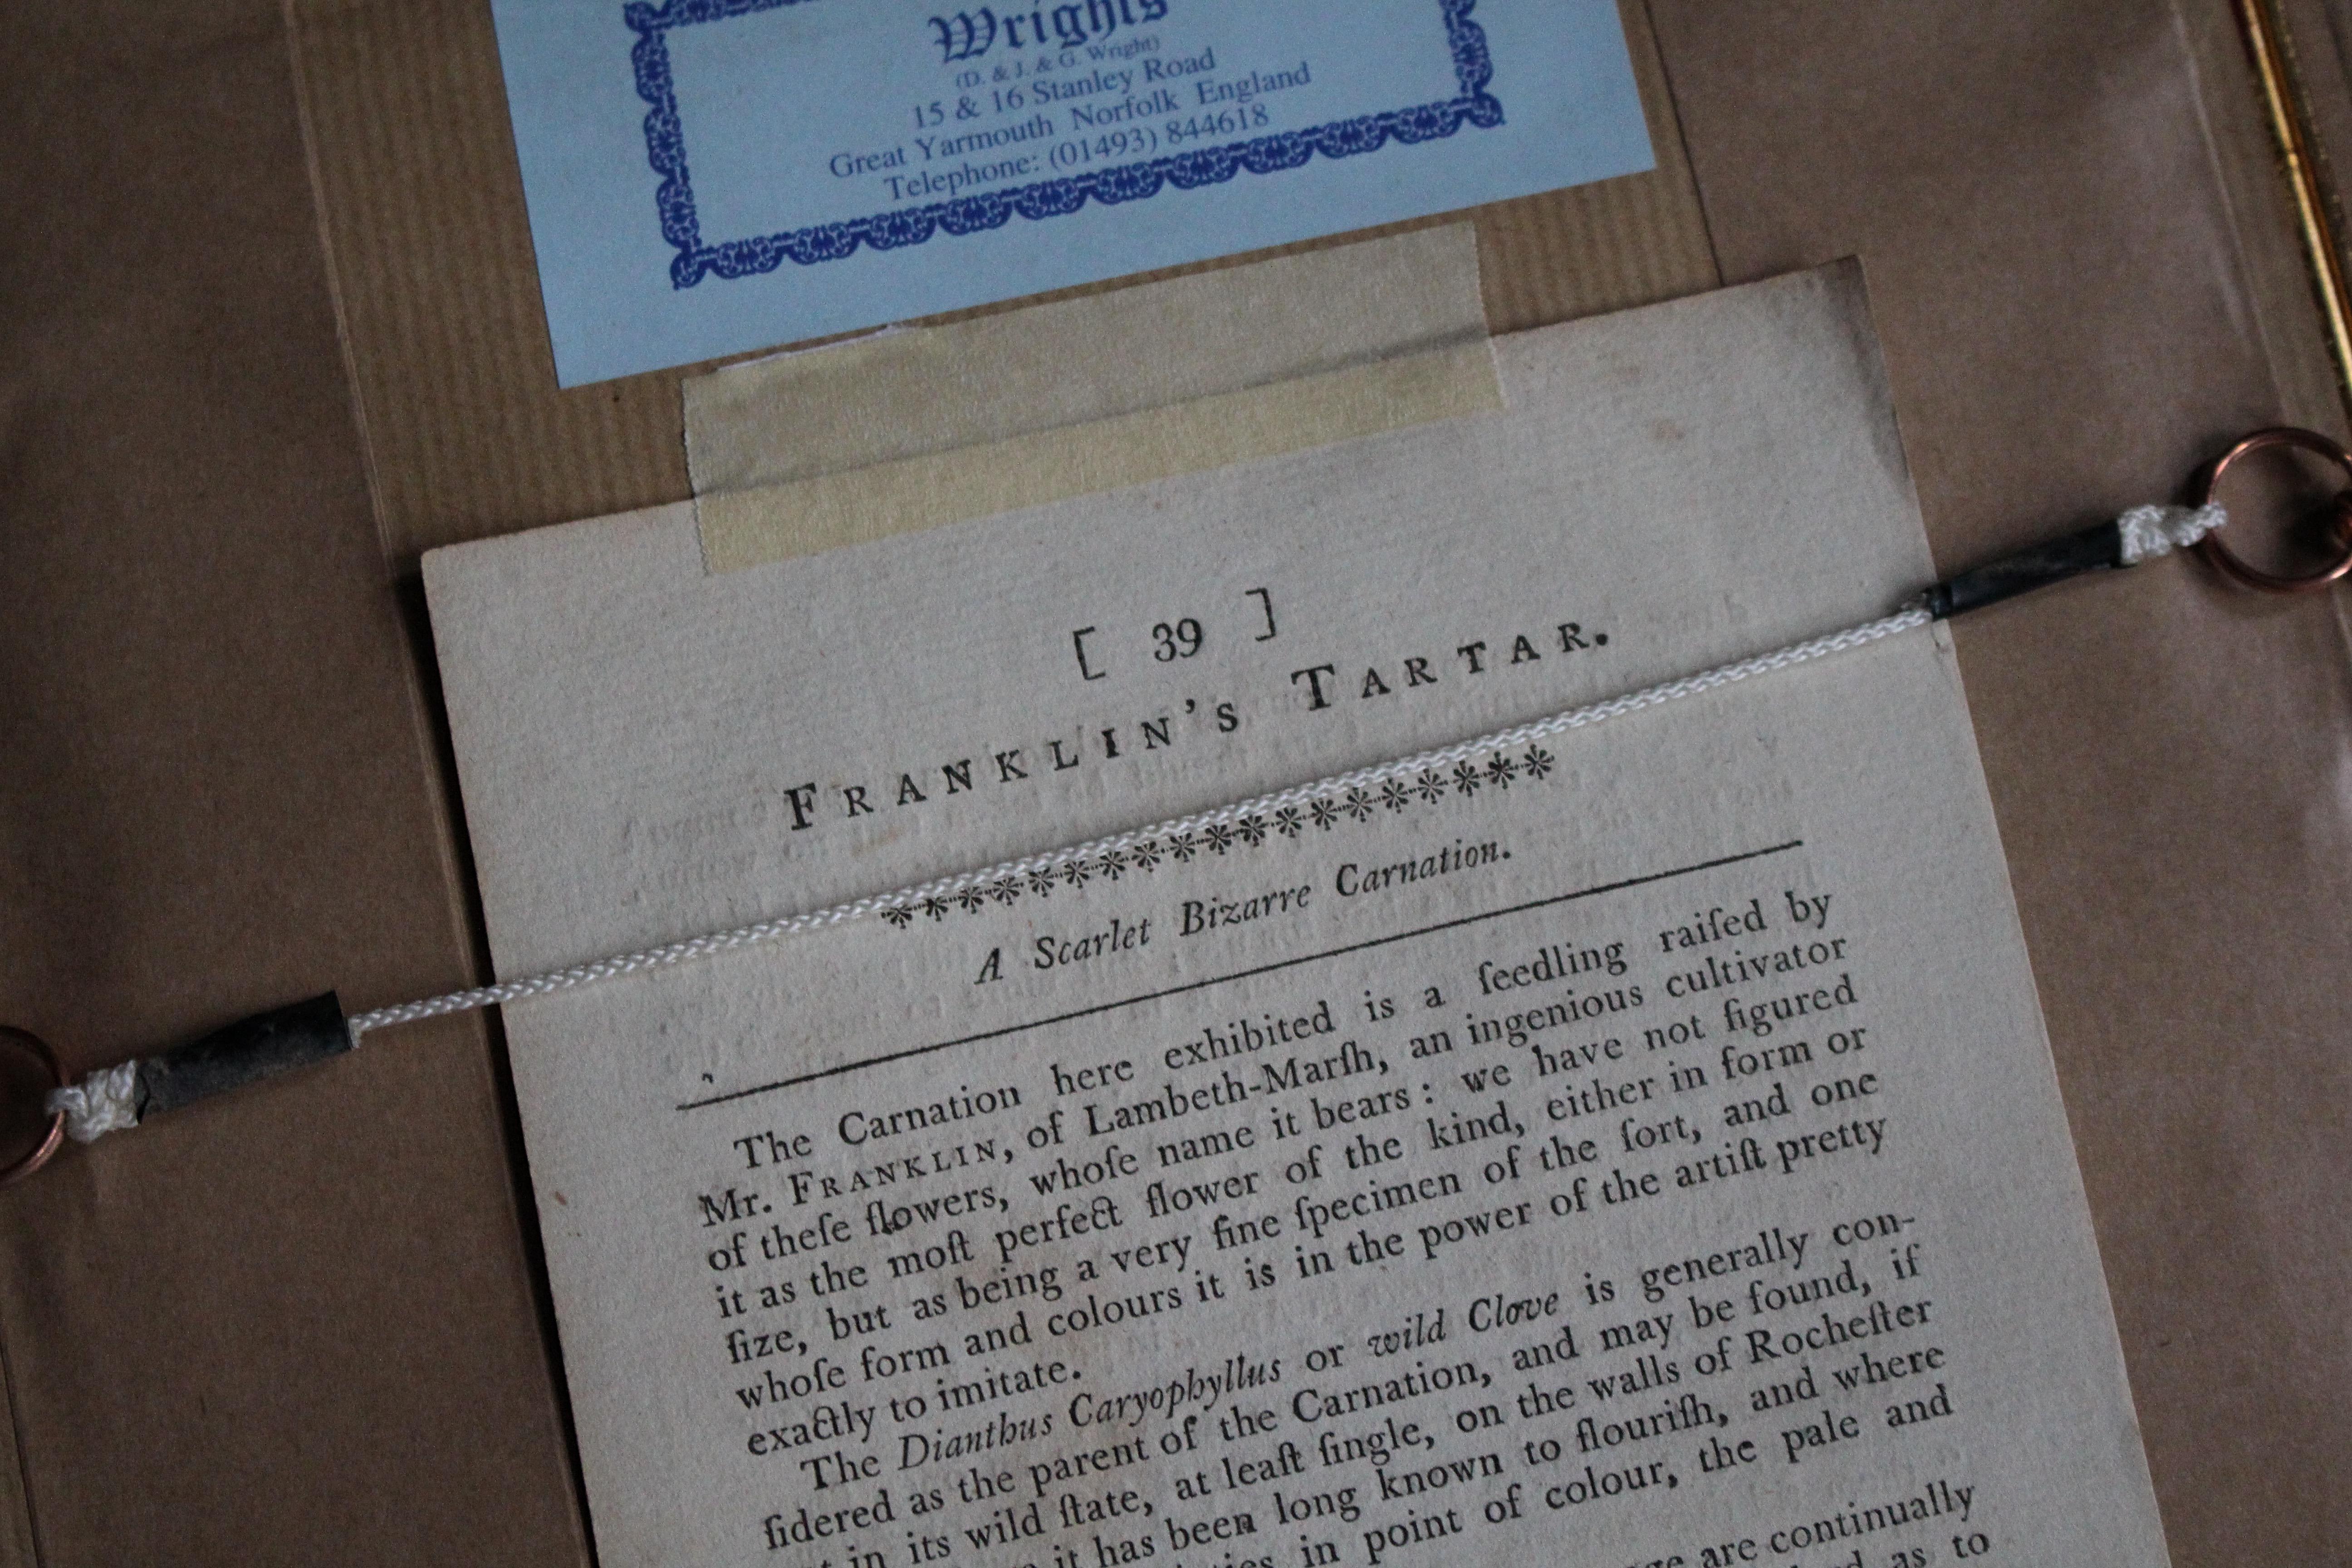 Wrights
(D. & J. & G. Wright)
15 & 16 Stanley Road
Great Yarmouth Norfolk England
Telephone: (01493) 844618
[ 39 ]
FRANKLIN'S TARTAR.
A Scarlet Bizarre Carnation.
The Carnation here exhibited is a ſeedling raiſed by
Mr. FRANKLIN, of Lambeth-Marſh, an ingenious cultivator
of theſe flowers, whoſe name it bears: we have not figured
it as the moſt perfect flower of the kind, either in form or
ſize, but as being a very fine ſpecimen of the ſort, and one
whoſe form and colours it is in the power of the artiſt pretty
exactly to imitate.
The Dianthus Caryophyllus or wild Clove is generally con-
ſidered as the parent of the Carnation, and may be found, if
in its wild ſtate, at leaſt ſingle, on the walls of Rocheſter
it has been long known to flouriſh, and where
in point of colour, the pale and
are continually
as to